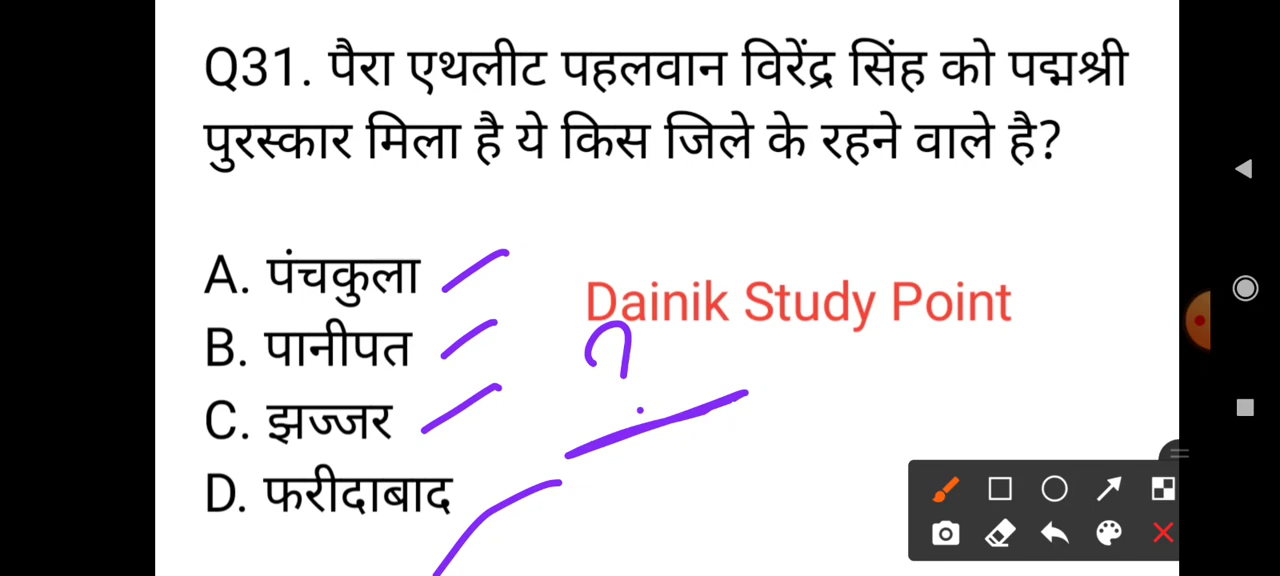 Q31. पैरा एथलीट पहलवान विरेंद्र सिंह को पद्मश्री
पुरस्कार मिला है ये किस जिले के रहने वाले है?
A. पंचकुला
B. पानीपत
C. झज्जर
D. फरीदाबाद
Dainik Study Point
?